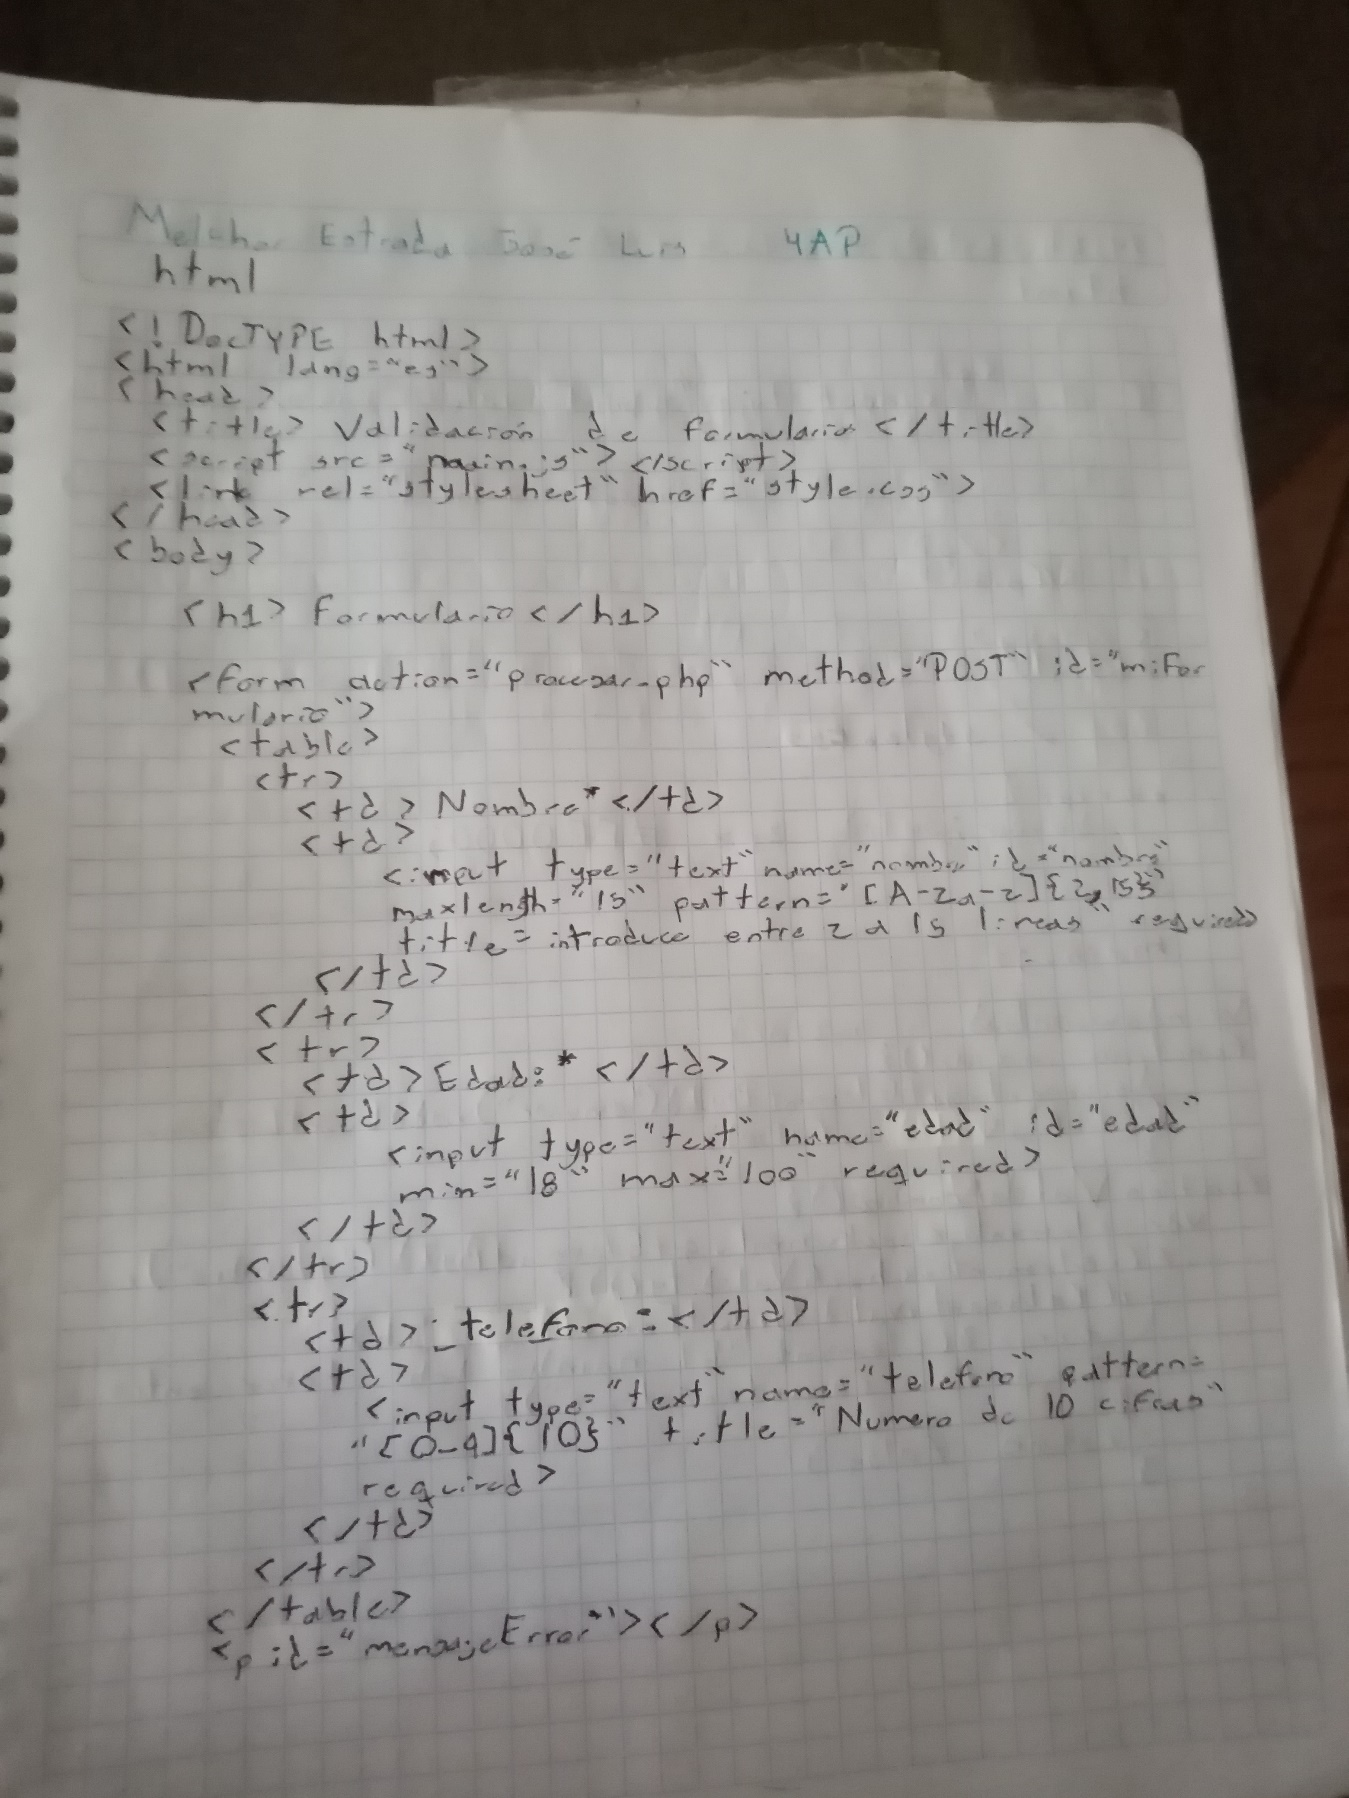 Melchor Estrada José Luis 4AP
html
<!DocTYPE html>
<html lang="es">
<head>
<title> Validación de formulario </title>
<script src="main.js"></script>
<link rel="stylesheet" href="style.css">
</head>
<body>
<h1> Formulario </h1>
<form action="procesar.php" method="POST" id="mifor
mulario">
<table>
<tr>
<td> Nombre* </td>
<td>
<input type="text" name="nombre" id="nombre"
maxlength="15" pattern="[A-Za-z]{2,15}"
title= introduce entre 2 a 15 lineas" required>
</td>
</tr>
<tr>
<td> Edad:* </td>
<td>
<input type="text" name="edad" id="edad"
min="18" max="100" required>
</td>
</tr>
<tr>
<td> telefono: </td>
<td>
<input type="text" name="telefono" pattern=
"[0-9]{10}" title="Numero de 10 cifras"
required>
</td>
</tr>
</table>
<p id="mensajeError"></p>